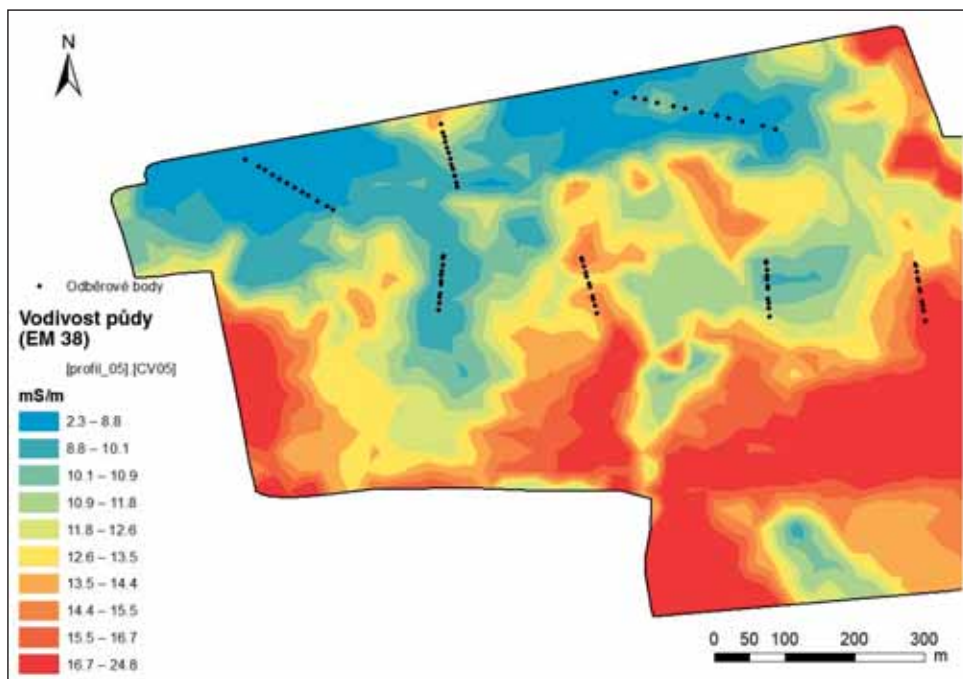 N
Odběrové body
Vodivost půdy
(EM 38)
[profil_05].[CV05]
mS/m
2.3 – 8.8
8.8 – 10.1
10.1 – 10.9
10.9 – 11.8
11.8 – 12.6
12.6 – 13.5
13.5 – 14.4
14.4 – 15.5
15.5 – 16.7
16.7 – 24.8
0 50 100 200 300
m